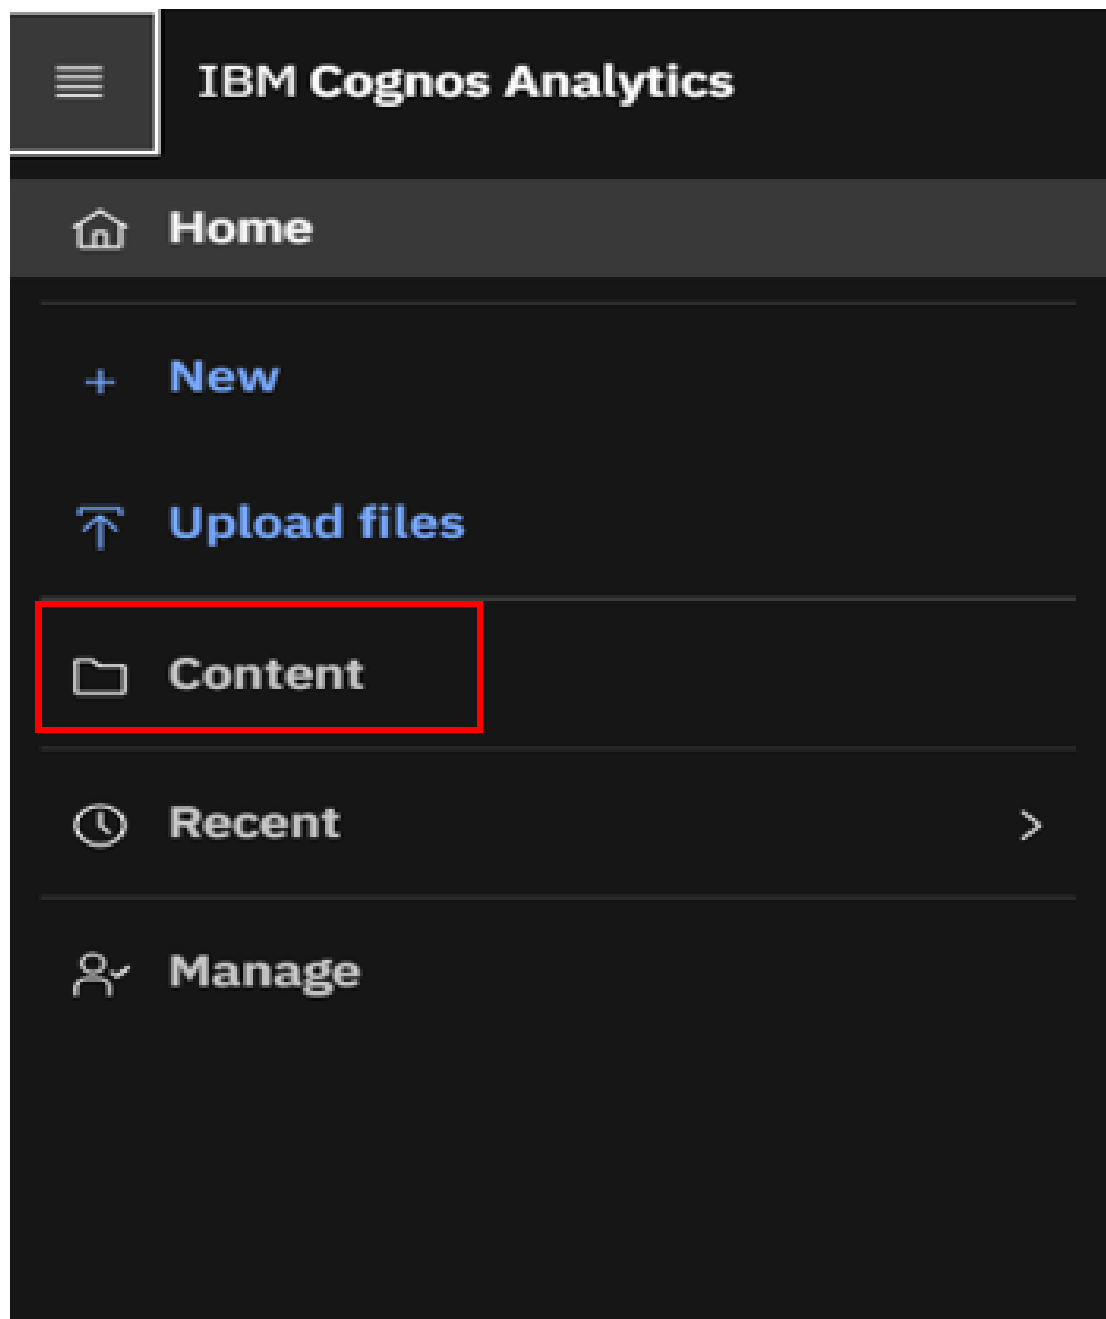 IBM Cognos Analytics
Home
New
Upload files
Content
Recent
Manage